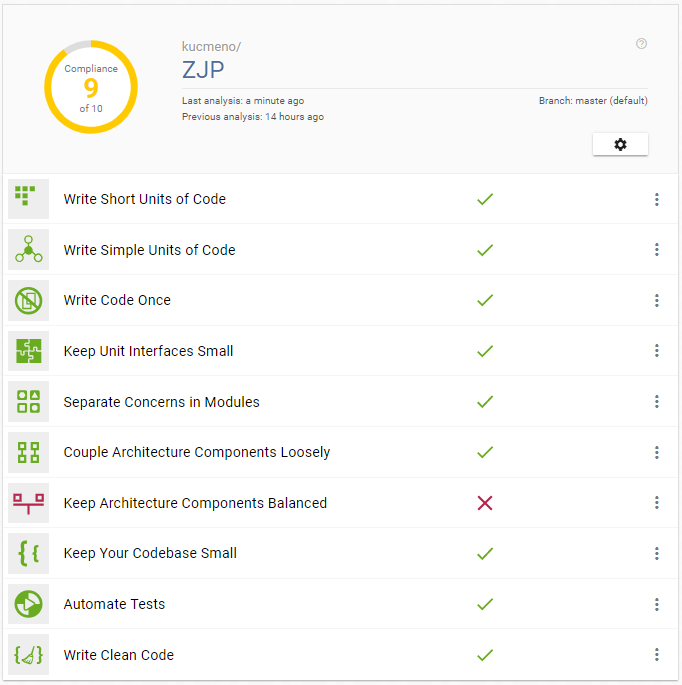 Compliance
9
of 10
kucmeno/
ZJP
Last analysis: a minute ago
Branch: master (default)
Previous analysis: 14 hours ago
Write Short Units of Code
Write Simple Units of Code
Write Code Once
Keep Unit Interfaces Small
Separate Concerns in Modules
Couple Architecture Components Loosely
Keep Architecture Components Balanced
Keep Your Codebase Small
Automate Tests
Write Clean Code